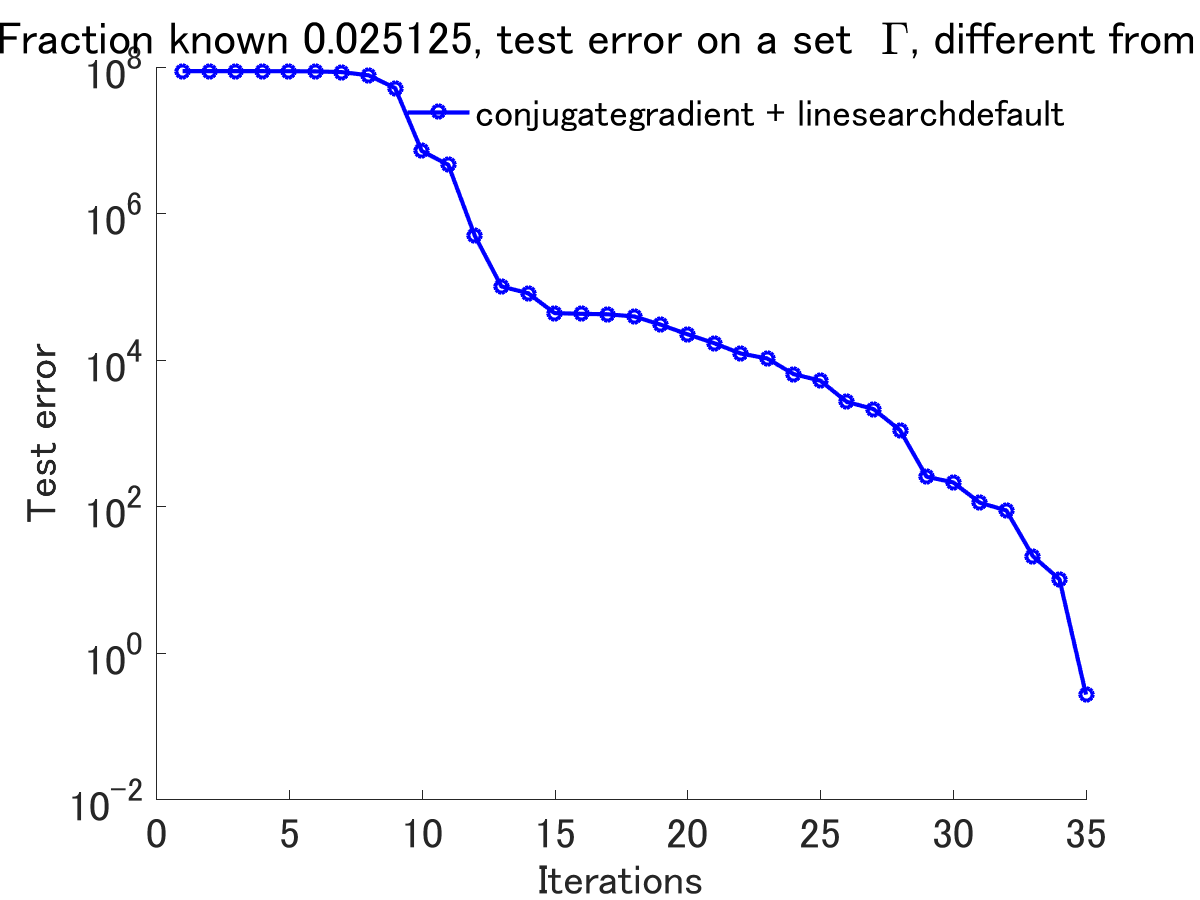 Fraction known 0.025125, test error on a set Γ, different from
10^8
conjugategradient + linesearchdefault
10^6
10^4
10^2
10^0
10^-2
Test error
0 5 10 15 20 25 30 35
Iterations